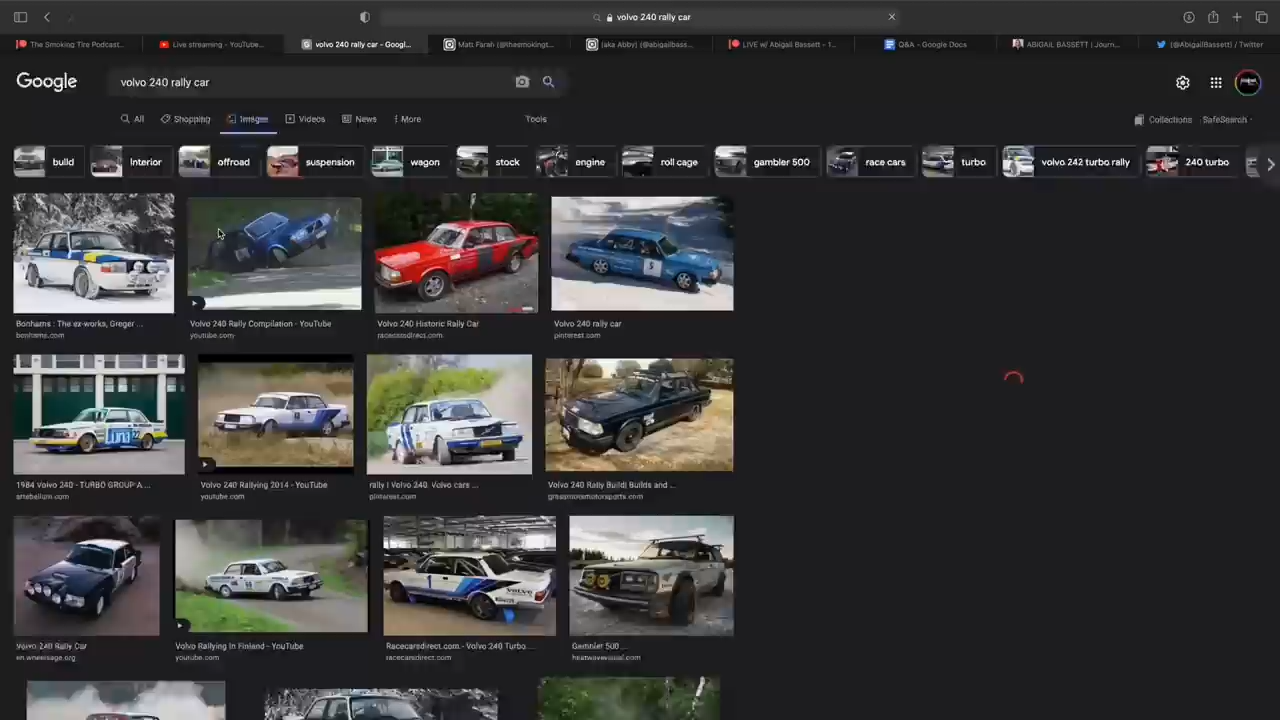 volvo 240 rally car
The Smoking Tire Podcast...
Live streaming - YouTube...
volvo 240 rally car - Googl...
Matt Farah (@thesmokingt...
(aka Abby) (@abigailbass...
LIVE w/ Abigail Bassett - 1...
Q&A - Google Docs
ABIGAIL BASSETT | Journ...
(@AbigailBassett) / Twitter
Google
volvo 240 rally car
All
Shopping
Images
Videos
News
More
Tools
Collections
SafeSearch
build
Interior
offroad
suspension
wagon
stock
engine
roll cage
gambler 500
race cars
turbo
volvo 242 turbo rally
240 turbo
Bonhams : The ex-works, Greger ...
bonhams.com
Volvo 240 Rally Compilation - YouTube
youtube.com
Volvo 240 Historic Rally Car
racecarsdirect.com
Volvo 240 rally car
pinterest.com
Luna
1984 Volvo 240 - TURBO GROUP A ...
artebellum.com
Volvo 240 Rallying 2014 - YouTube
youtube.com
rally | Volvo 240, Volvo cars ...
pinterest.com
Volvo 240 Rally Build| Builds and ...
grassrootsmotorsports.com
Volvo 240 Rally Car
en.wheelsage.org
Volvo Rallying In Finland - YouTube
youtube.com
Racecarsdirect.com - Volvo 240 Turbo ...
racecarsdirect.com
Gambler 500 ...
heatwavevisual.com